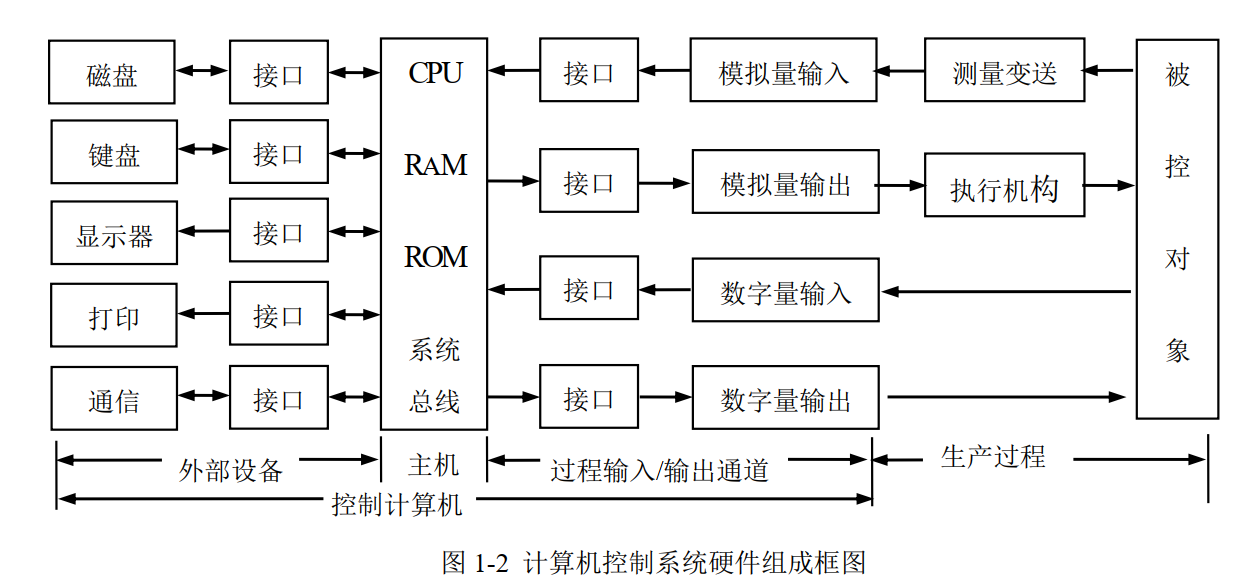 磁盘 接口 CPU 接口 模拟量输入 测量变送 被
键盘 接口 RAM 接口 模拟量输出 执行机构 控
显示器 接口 ROM 接口 数字量输入 对
打印 接口 系统 象
通信 接口 总线 接口 数字量输出
外部设备 主机 过程输入/输出通道 生产过程
控制计算机
图 1-2 计算机控制系统硬件组成框图